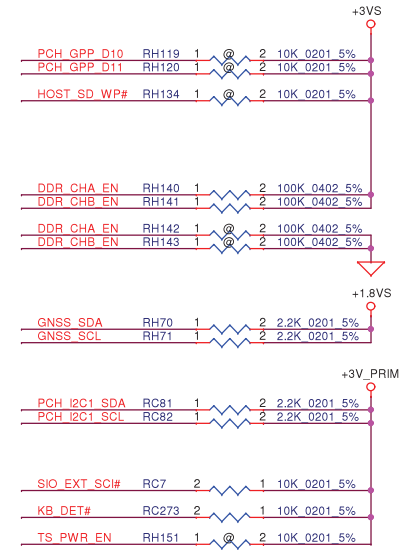 +3VS
PCH_GPP_D10 RH119 1 @ 2 10K_0201_5%
PCH_GPP_D11 RH120 1 @ 2 10K_0201_5%
HOST_SD_WP# RH134 1 @ 2 10K_0201_5%
DDR_CHA_EN RH140 1 2 100K_0402_5%
DDR_CHB_EN RH141 1 2 100K_0402_5%
DDR_CHA_EN RH142 1 @ 2 100K_0402_5%
DDR_CHB_EN RH143 1 @ 2 100K_0402_5%
+1.8VS
GNSS_SDA RH70 1 2 2.2K_0201_5%
GNSS_SCL RH71 1 2 2.2K_0201_5%
+3V_PRIM
PCH_I2C1_SDA RC81 1 2 2.2K_0201_5%
PCH_I2C1_SCL RC82 1 2 2.2K_0201_5%
SIO_EXT_SCI# RC7 2 1 10K_0201_5%
KB_DET# RC273 2 1 10K_0201_5%
TS_PWR_EN RH151 1 @ 2 10K_0201_5%